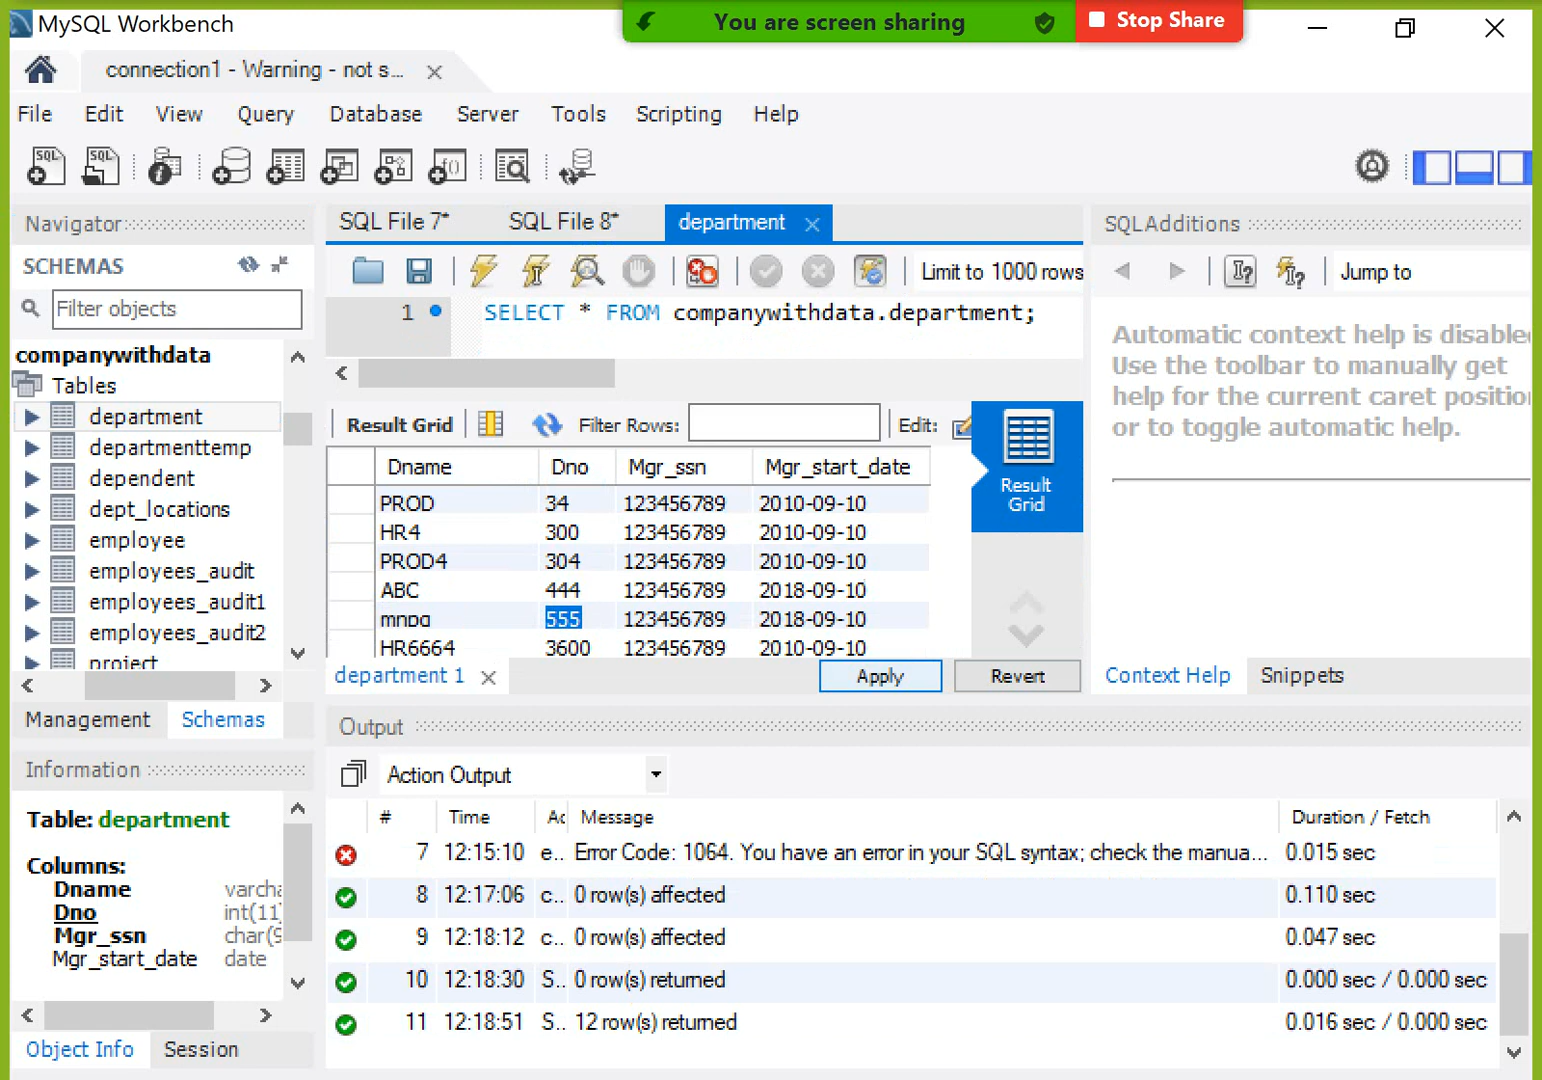 MySQL Workbench
You are screen sharing
Stop Share
connection1 - Warning - not s...
File Edit View Query Database Server Tools Scripting Help
Navigator
SCHEMAS
Filter objects
companywithdata
Tables
department
departmenttemp
dependent
dept_locations
employee
employees_audit
employees_audit1
employees_audit2
project
Management Schemas
Information
Table: department
Columns:
Dname varcha
Dno int(11)
Mgr_ssn char(9
Mgr_start_date date
Object Info Session
SQL File 7* SQL File 8* department
Limit to 1000 rows
1 SELECT * FROM companywithdata.department;
Result Grid Filter Rows: Edit:
Dname Dno Mgr_ssn Mgr_start_date
PROD 34 123456789 2010-09-10
HR4 300 123456789 2010-09-10
PROD4 304 123456789 2010-09-10
ABC 444 123456789 2018-09-10
mnpq 555 123456789 2018-09-10
HR6664 3600 123456789 2010-09-10
Result
Grid
department 1 Apply Revert
SQLAdditions
Jump to
Automatic context help is disabled
Use the toolbar to manually get
help for the current caret position
or to toggle automatic help.
Context Help Snippets
Output
Action Output
# Time Ac Message Duration / Fetch
7 12:15:10 e... Error Code: 1064. You have an error in your SQL syntax; check the manua... 0.015 sec
8 12:17:06 c... 0 row(s) affected 0.110 sec
9 12:18:12 c... 0 row(s) affected 0.047 sec
10 12:18:30 S... 0 row(s) returned 0.000 sec / 0.000 sec
11 12:18:51 S... 12 row(s) returned 0.016 sec / 0.000 sec